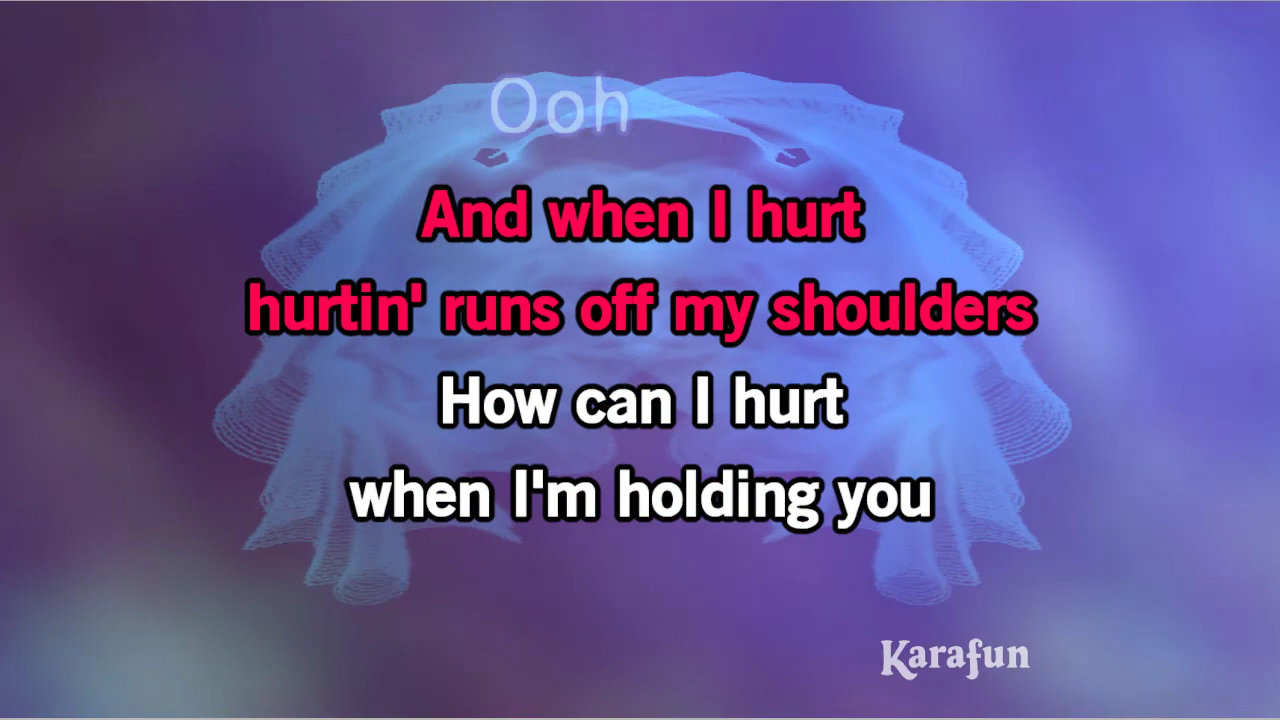 Ooh
And when I hurt
hurtin' runs off my shoulders
How can I hurt
when I'm holding you
Karafun